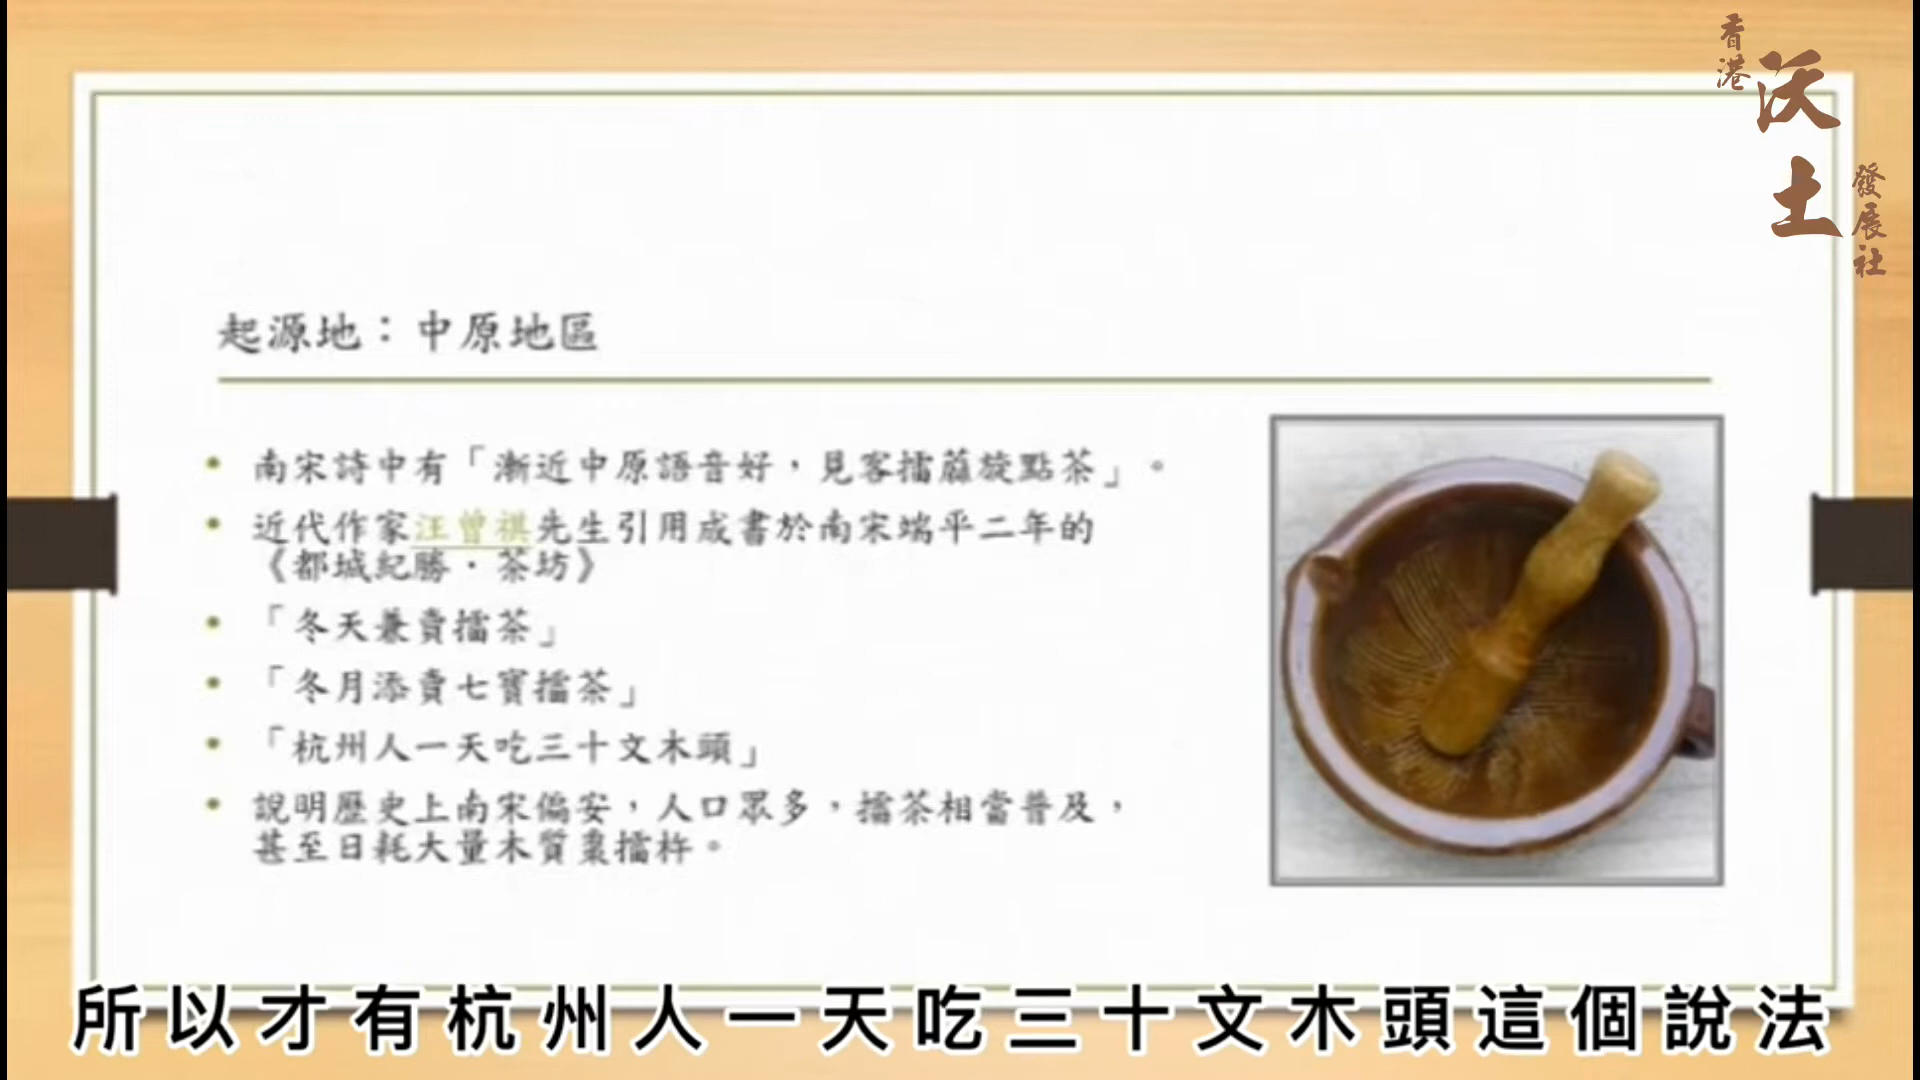 香港
沃土
發展社
起源地：中原地區
南宋詩中有「漸近中原語音好，見客擂蔴旋點茶」。
近代作家汪曾祺先生引用成書於南宋端平二年的
《都城紀勝·茶坊》
「冬天兼賣擂茶」
「冬月添賣七寶擂茶」
「杭州人一天吃三十文木頭」
說明歷史上南宋偏安，人口眾多，擂茶相當普及，
甚至日耗大量木質棗擂杵。
所以才有杭州人一天吃三十文木頭這個說法